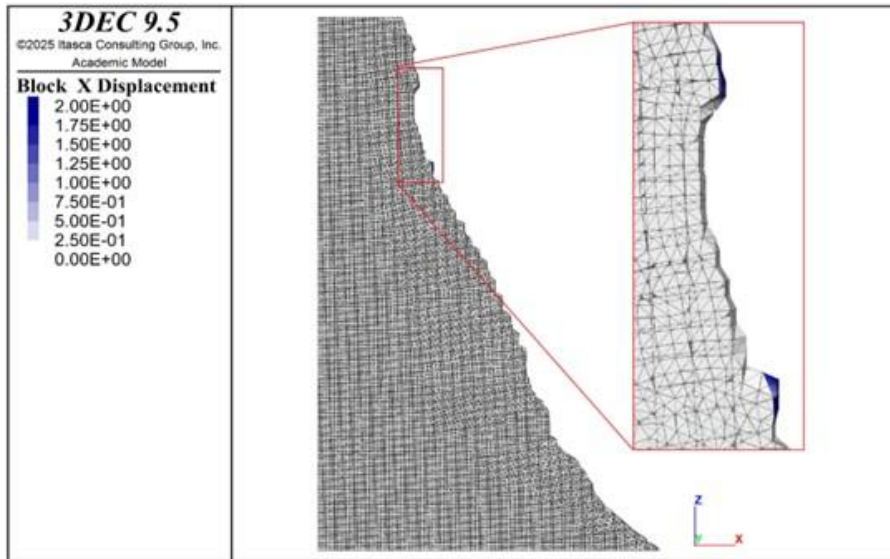 3DEC 9.5
©2025 Itasca Consulting Group, Inc.
Academic Model
Block X Displacement
2.00E+00
1.75E+00
1.50E+00
1.25E+00
1.00E+00
7.50E-01
5.00E-01
2.50E-01
0.00E+00
Z
Y
X